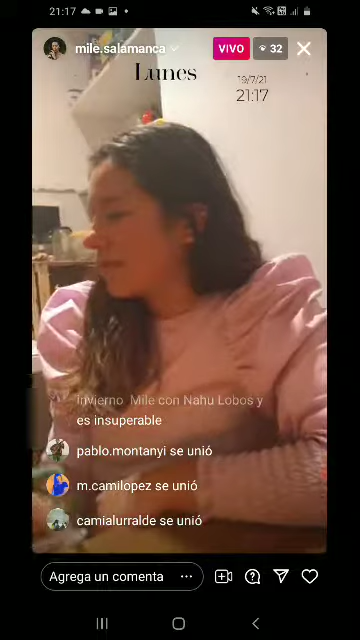 21:17
mile.salamanca
VIVO
32
Lunes
19/7/21
21:17
Invierno Mile con Nahu Lobos y
es insuperable
pablo.montanyi se unió
m.camilopez se unió
camialurralde se unió
Agrega un comenta